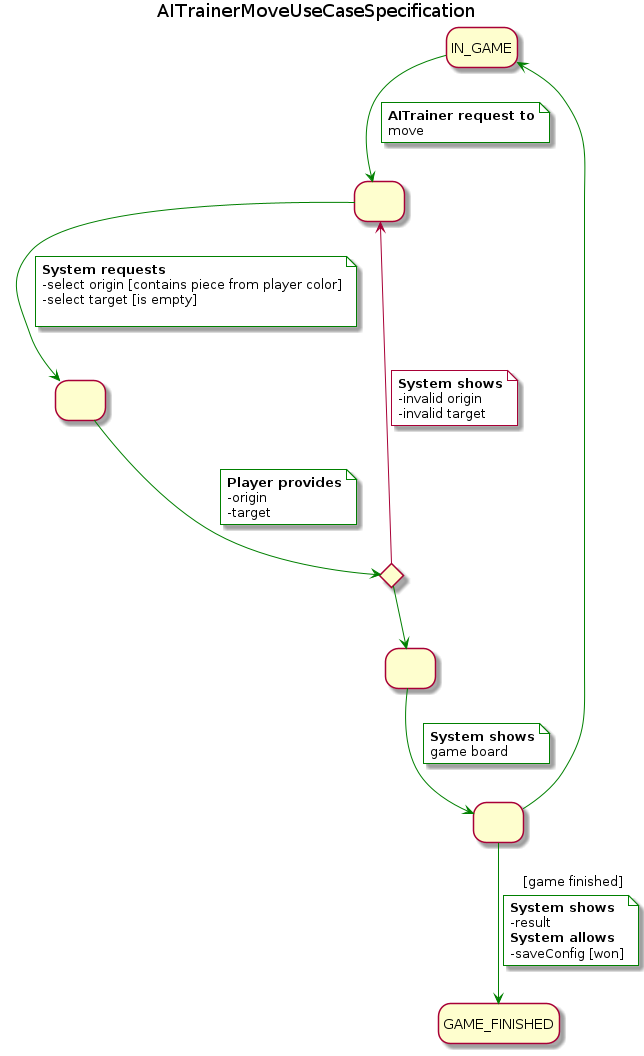 AITrainerMoveUseCaseSpecification
IN_GAME
AITrainer request to
move
System requests
-select origin [contains piece from player color]
-select target [is empty]
System shows
-invalid origin
-invalid target
Player provides
-origin
-target
System shows
game board
[game finished]
System shows
-result
System allows
-saveConfig [won]
GAME_FINISHED